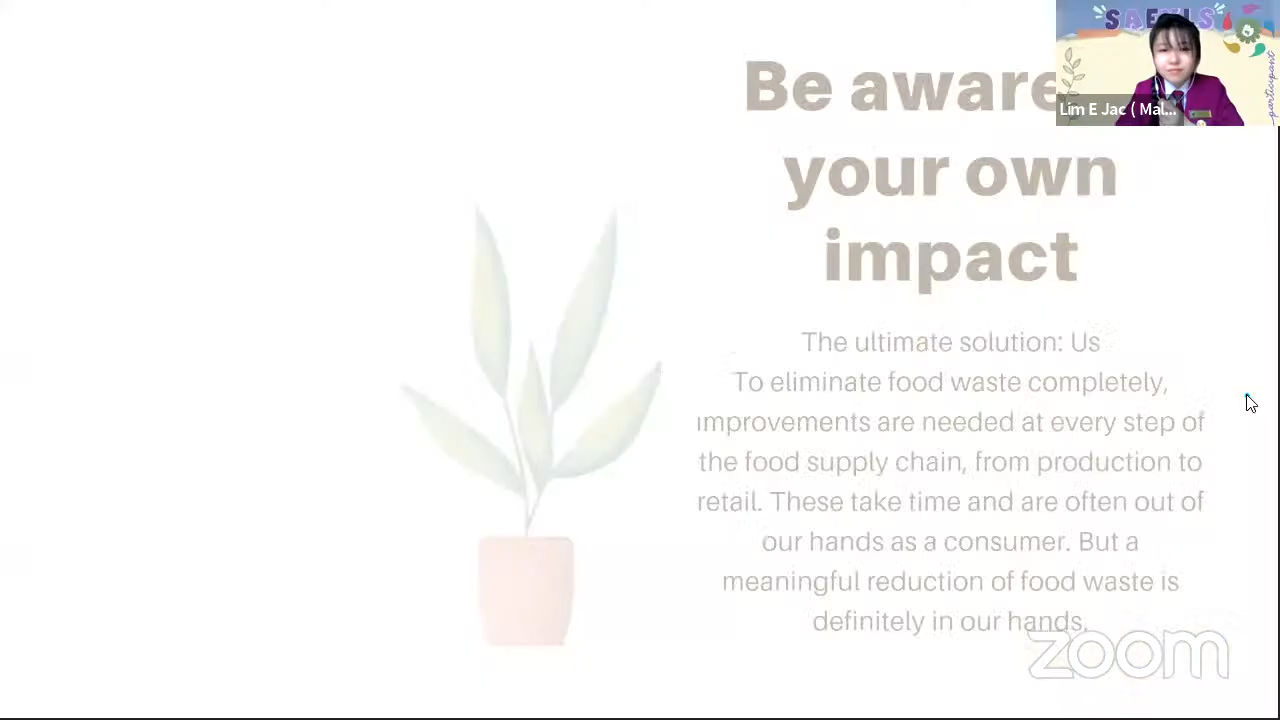 SAEXLS
Be aware
your own
impact
Lim E Jac ( Mal...
participant
The ultimate solution: Us
To eliminate food waste completely,
improvements are needed at every step of
the food supply chain, from production to
retail. These take time and are often out of
our hands as a consumer. But a
meaningful reduction of food waste is
definitely in our hands.
zoom